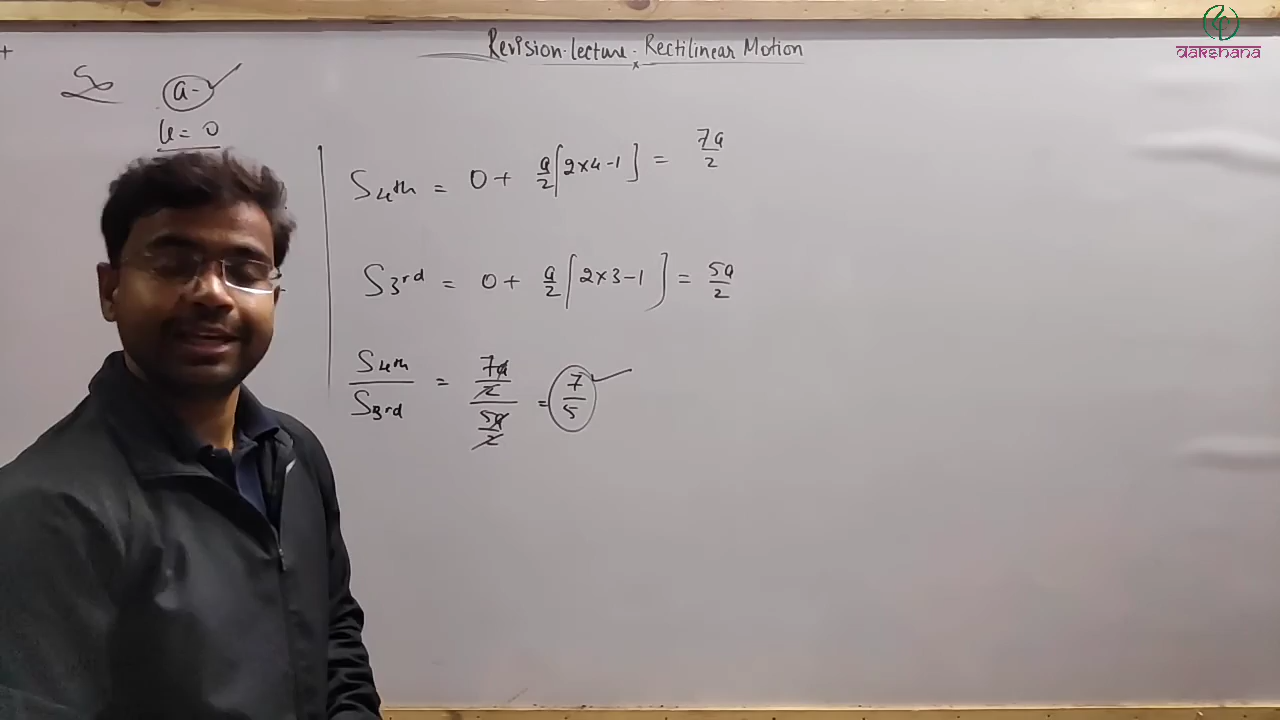 Revision lecture - Rectilinear Motion
dakshana
+
a -
u = 0
S4th = 0 + a/2 [2×4-1] = 7a/2
S3rd = 0 + a/2 [2×3-1] = 5a/2
S4th/S3rd = 7a/2 / 5a/2 = 7/5